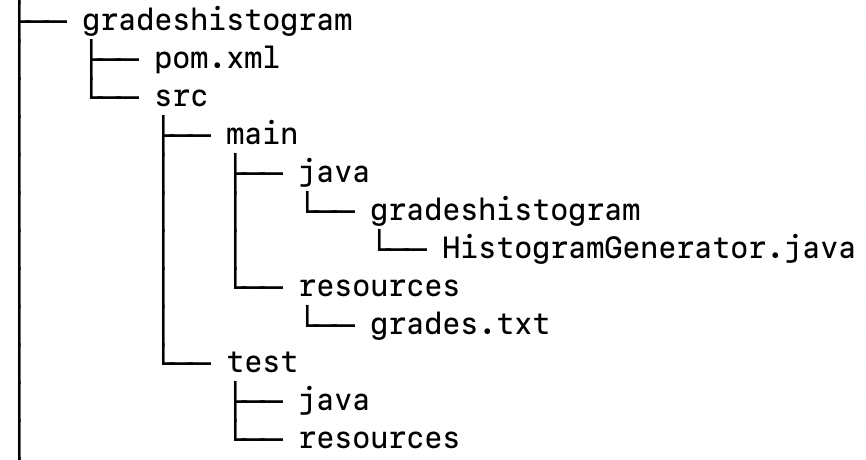 gradeshistogram
pom.xml
src
main
java
gradeshistogram
HistogramGenerator.java
resources
grades.txt
test
java
resources